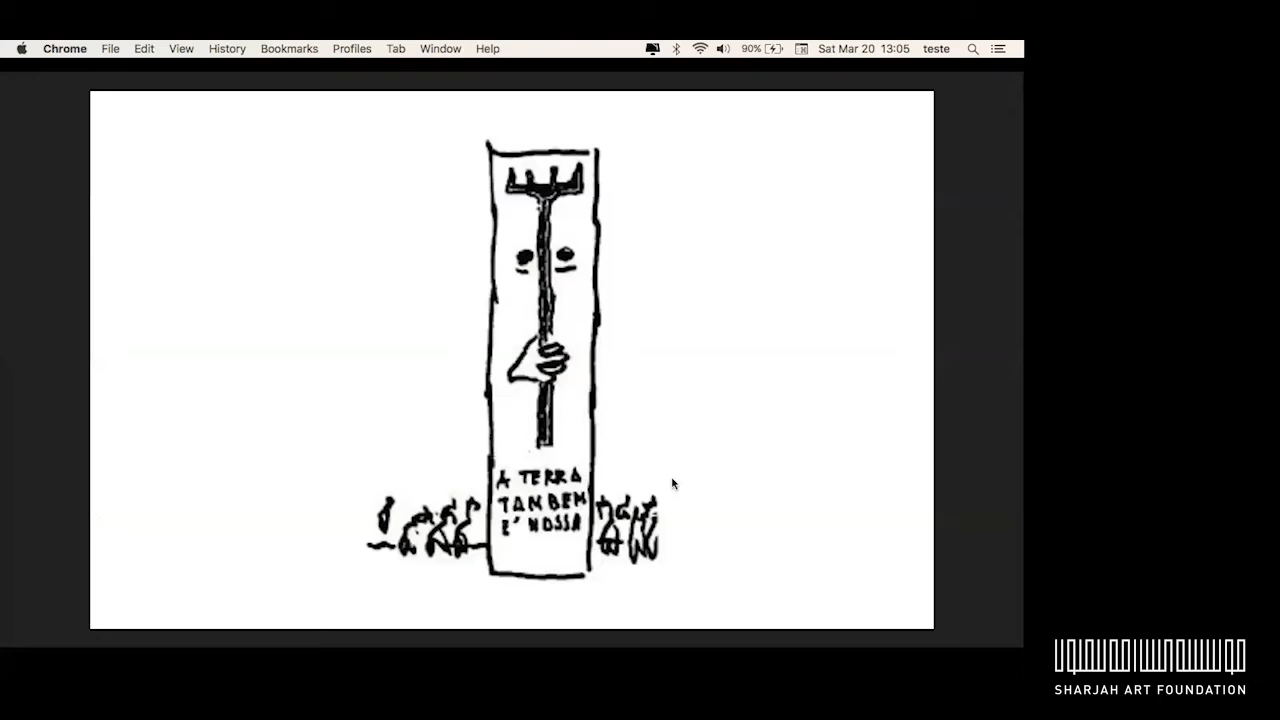 Chrome File Edit View History Bookmarks Profiles Tab Window Help 90% Sat Mar 20 13:05 teste
A TERRA
TAMBEM
E' NOSSA
SHARJAH ART FOUNDATION